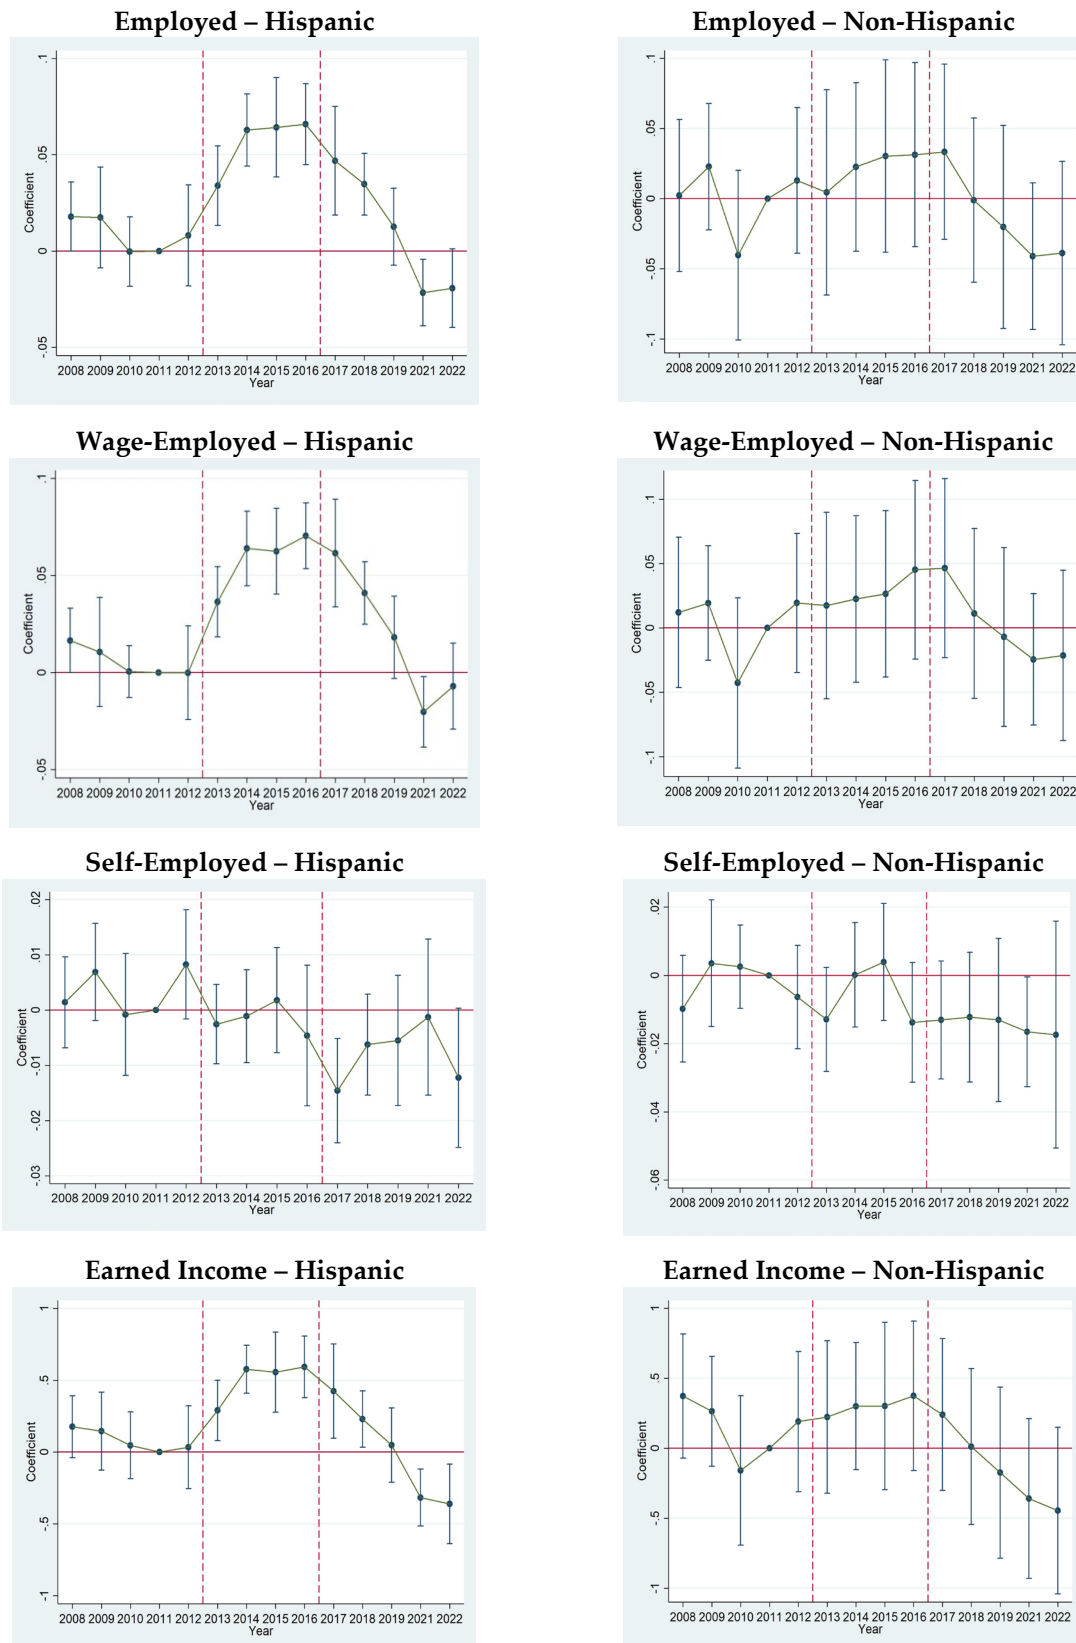 Employed – Hispanic
.1
.05
0
-.05
Coefficient
2008 2009 2010 2011 2012 2013 2014 2015 2016 2017 2018 2019 2021 2022
Year
Employed – Non-Hispanic
.1
.05
0
-.05
-.1
Coefficient
2008 2009 2010 2011 2012 2013 2014 2015 2016 2017 2018 2019 2021 2022
Year
Wage-Employed – Hispanic
.1
.05
0
-.05
Coefficient
2008 2009 2010 2011 2012 2013 2014 2015 2016 2017 2018 2019 2021 2022
Year
Wage-Employed – Non-Hispanic
.1
.05
0
-.05
-.1
Coefficient
2008 2009 2010 2011 2012 2013 2014 2015 2016 2017 2018 2019 2021 2022
Year
Self-Employed – Hispanic
.02
.01
0
-.01
-.02
-.03
Coefficient
2008 2009 2010 2011 2012 2013 2014 2015 2016 2017 2018 2019 2021 2022
Year
Self-Employed – Non-Hispanic
.02
0
-.02
-.04
-.06
Coefficient
2008 2009 2010 2011 2012 2013 2014 2015 2016 2017 2018 2019 2021 2022
Year
Earned Income – Hispanic
1
.5
0
-.5
-1
Coefficient
2008 2009 2010 2011 2012 2013 2014 2015 2016 2017 2018 2019 2021 2022
Year
Earned Income – Non-Hispanic
1
.5
0
-.5
-1
Coefficient
2008 2009 2010 2011 2012 2013 2014 2015 2016 2017 2018 2019 2021 2022
Year